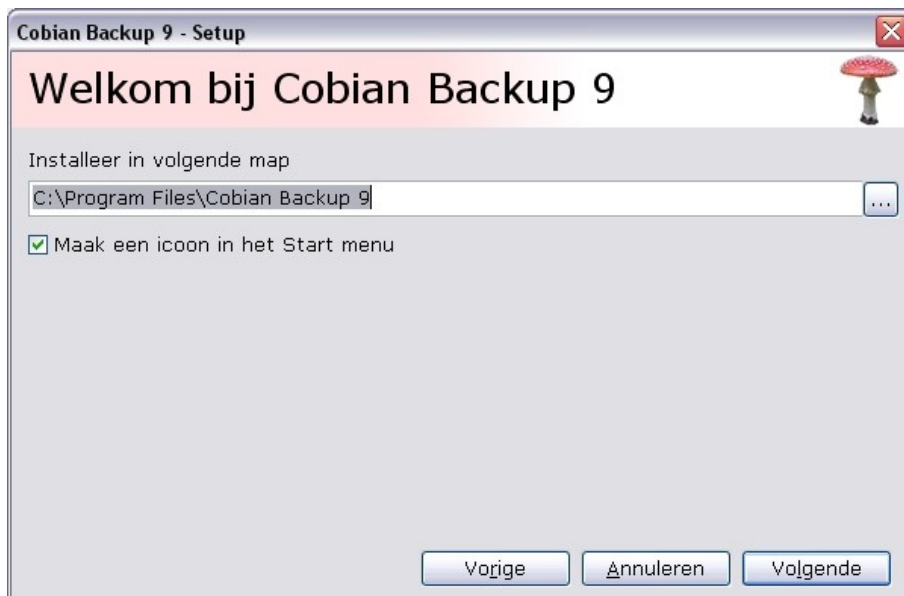 Cobian Backup 9 - Setup
Welkom bij Cobian Backup 9
Installeer in volgende map
C:\Program Files\Cobian Backup 9
...
Maak een icoon in het Start menu
Vorige
Annuleren
Volgende